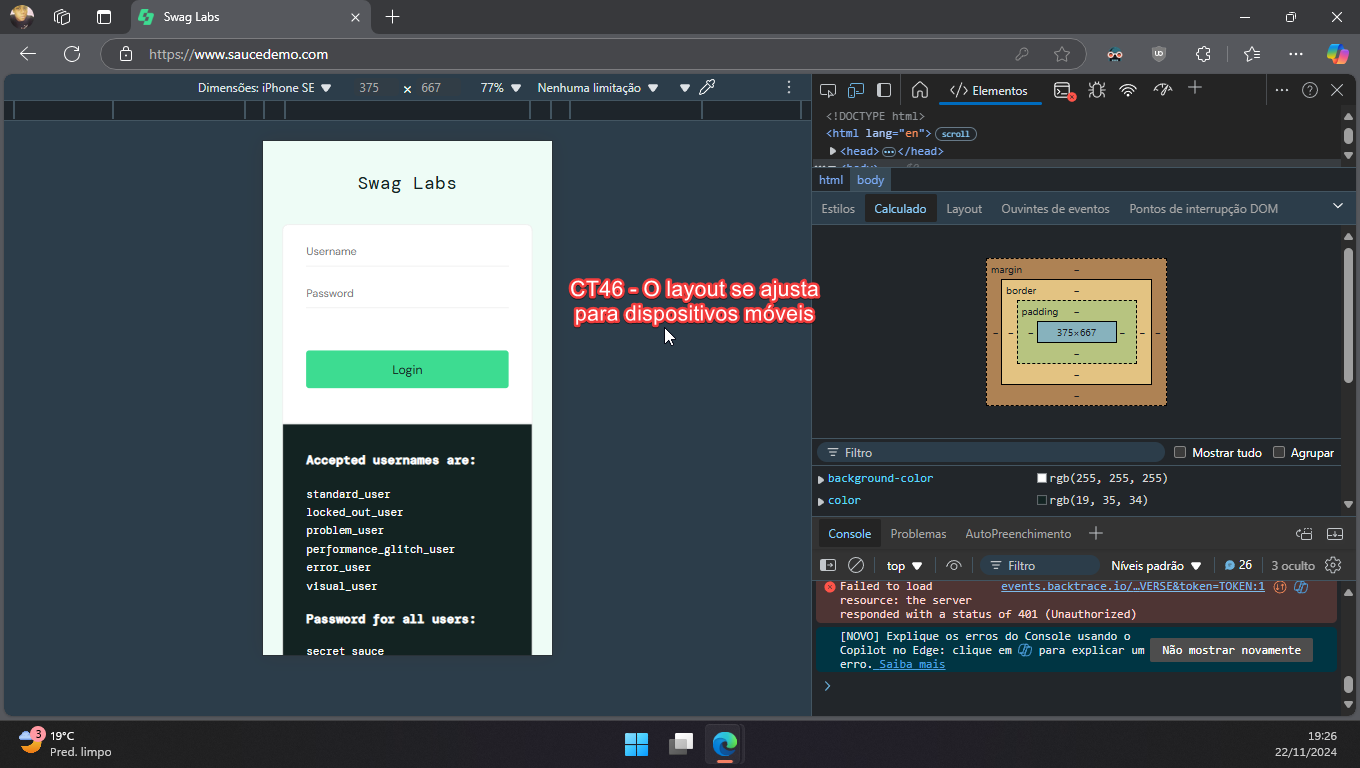 Swag Labs
https://www.saucedemo.com
UD
Dimensões: iPhone SE
375
×
667
77%
Nenhuma limitação
</> Elementos
<!DOCTYPE html>
<html lang="en">
scroll
<head> </head>
html
body
Estilos
Calculado
Layout
Ouvintes de eventos
Pontos de interrupção DOM
Swag Labs
Username
Password
Login
Accepted usernames are:
standard_user
locked_out_user
problem_user
performance_glitch_user
error_user
visual_user
Password for all users:
secret_sauce
CT46 - O layout se ajusta
para dispositivos móveis
margin
–
border
–
padding
–
–
–
–
375×667
–
–
–
–
–
–
Filtro
Mostrar tudo
Agrupar
background-color
rgb(255, 255, 255)
color
rgb(19, 35, 34)
Console
Problemas
AutoPreenchimento
top
Filtro
Níveis padrão
26
3 oculto
Failed to load
events.backtrace.io/…VERSE&token=TOKEN:1
resource: the server
responded with a status of 401 (Unauthorized)
[NOVO] Explique os erros do Console usando o
Copilot no Edge: clique em para explicar um
erro. Saiba mais
Não mostrar novamente
3
19°C
Pred. limpo
19:26
22/11/2024